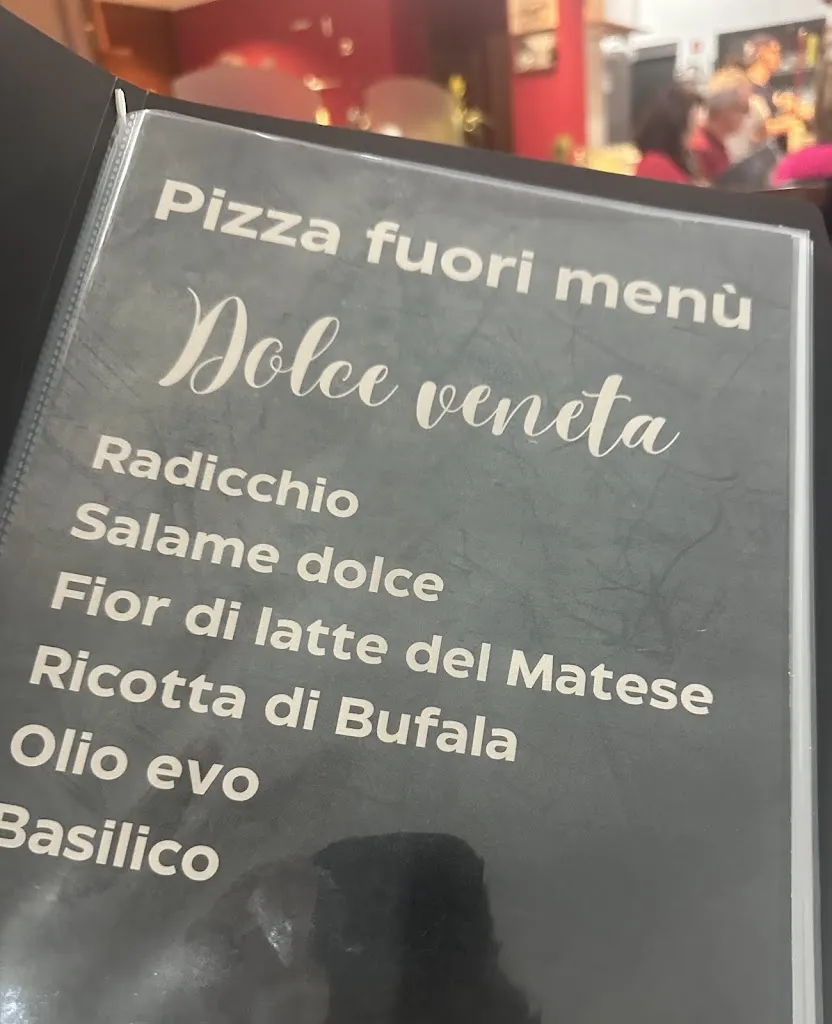 Pizza fuori menù
Dolce veneta
Radicchio
Salame dolce
Fior di latte del Matese
Ricotta di Bufala
Olio evo
Basilico